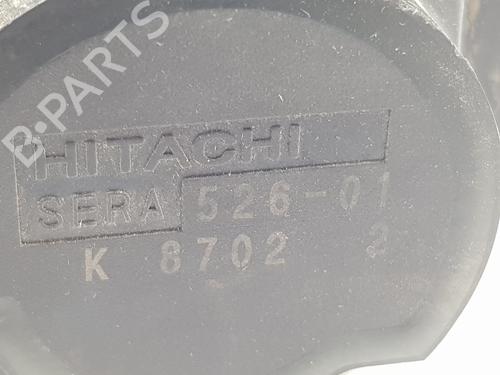 B-PARTS
HITACHI
SERA 526-01
K 8702 2